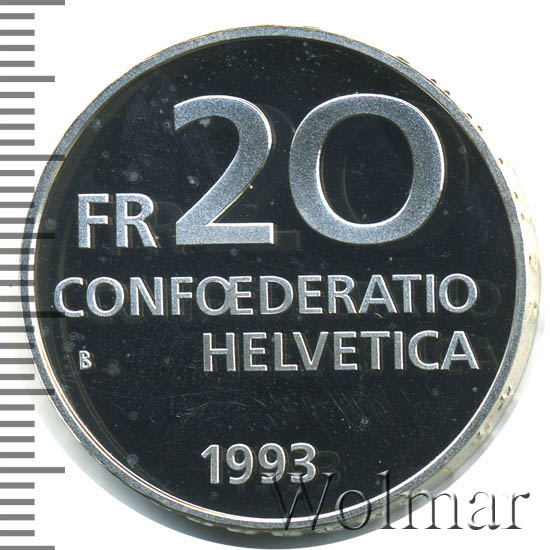 FR 20
CONFŒDERATIO
B HELVETICA
1993
Wolmar